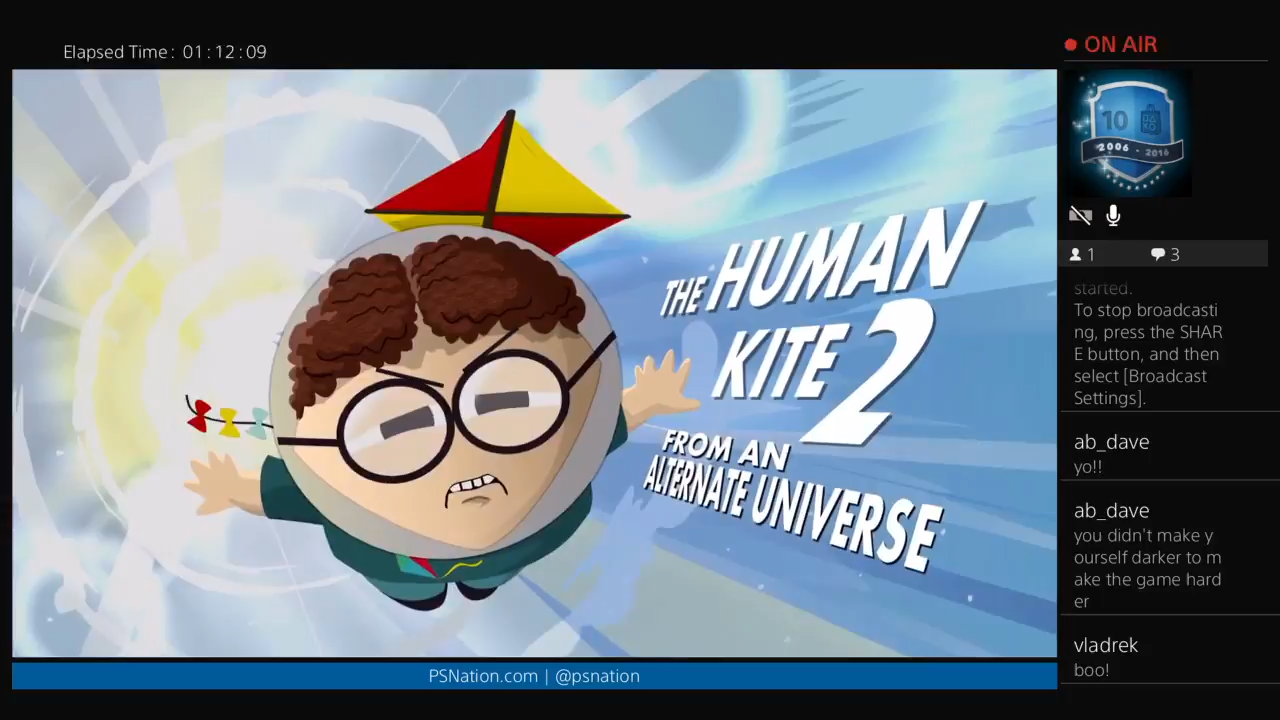 Elapsed Time: 01:12:09
ON AIR
10
2006 - 2016
1
3
THE HUMAN
KITE 2
FROM AN
ALTERNATE UNIVERSE
started.
To stop broadcasti
ng, press the SHAR
E button, and then
select [Broadcast
Settings].
ab_dave
yo!!
ab_dave
you didn't make y
ourself darker to m
ake the game hard
er
vladrek
boo!
PSNation.com | @psnation